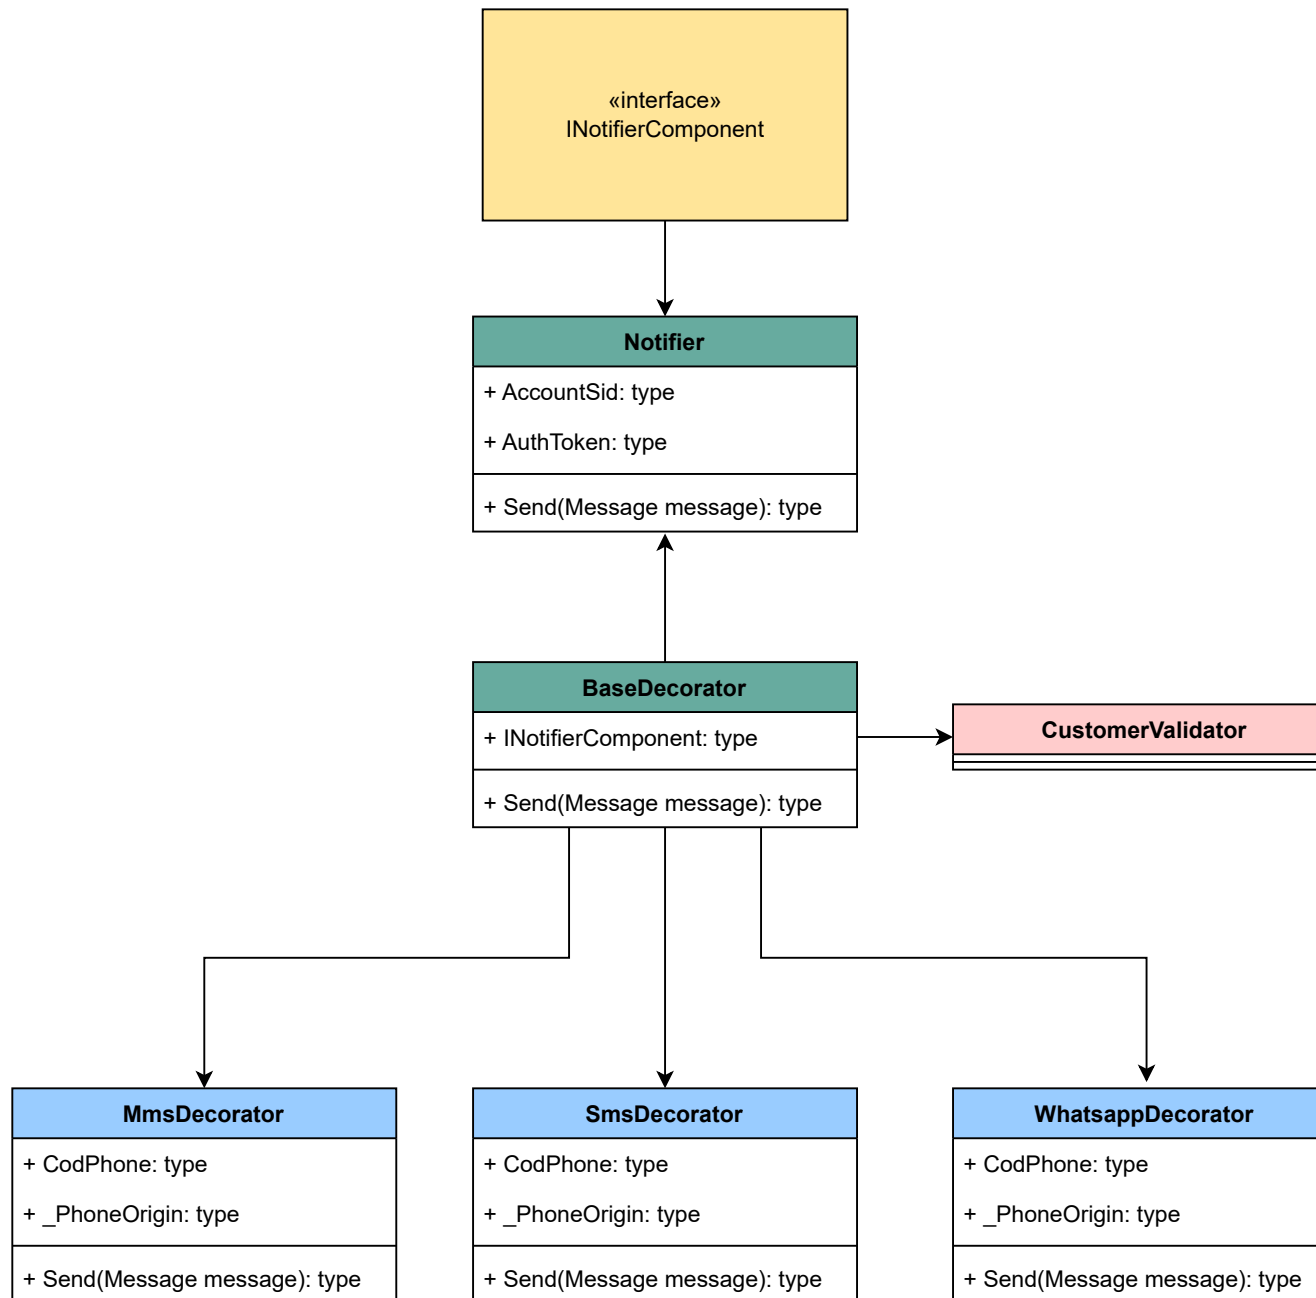 «interface»
INotifierComponent
Notifier
+ AccountSid: type
+ AuthToken: type
+ Send(Message message): type
BaseDecorator
+ INotifierComponent: type
+ Send(Message message): type
CustomerValidator
MmsDecorator
+ CodPhone: type
+ _PhoneOrigin: type
+ Send(Message message): type
SmsDecorator
+ CodPhone: type
+ _PhoneOrigin: type
+ Send(Message message): type
WhatsappDecorator
+ CodPhone: type
+ _PhoneOrigin: type
+ Send(Message message): type